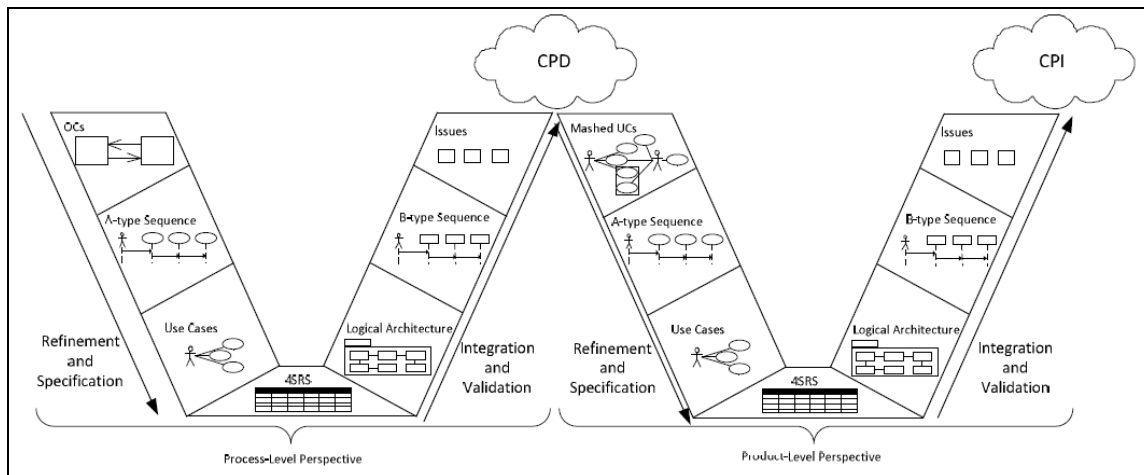 CPD
CPI
OCs
A-type Sequence
Use Cases
4SRS
Logical Architecture
B-type Sequence
Issues
Refinement
and
Specification
Integration
and
Validation
Process-Level Perspective
Mashed UCs
A-type Sequence
Use Cases
4SRS
Logical Architecture
B-type Sequence
Issues
Refinement
and
Specification
Integration
and
Validation
Product-Level Perspective